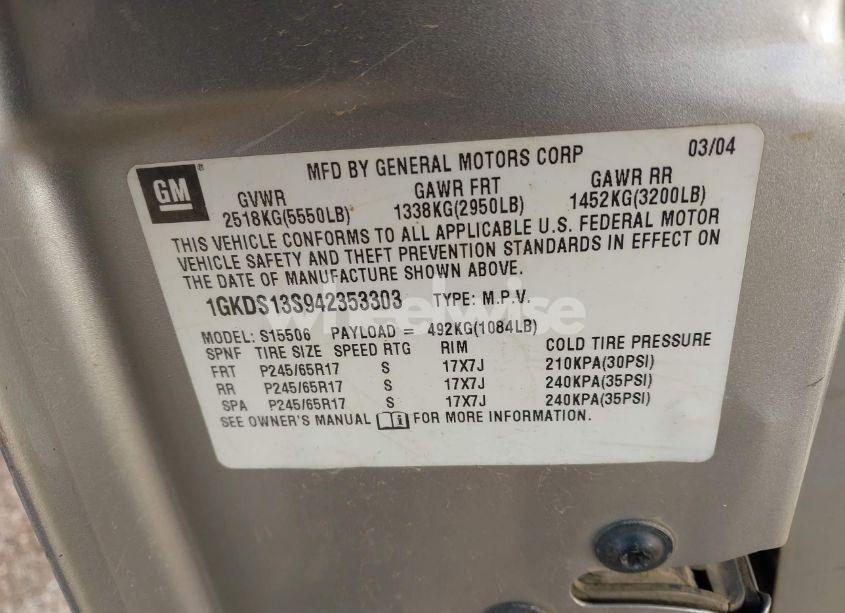 MFD BY GENERAL MOTORS CORP 03/04
GM
GVWR GAWR FRT GAWR RR
2518KG(5550LB) 1338KG(2950LB) 1452KG(3200LB)
THIS VEHICLE CONFORMS TO ALL APPLICABLE U.S. FEDERAL MOTOR
VEHICLE SAFETY AND THEFT PREVENTION STANDARDS IN EFFECT ON
THE DATE OF MANUFACTURE SHOWN ABOVE.
1GKDS13S942353303 TYPE: M.P.V.
wheelwise
MODEL: S15506 PAYLOAD = 492KG(1084LB)
SPNF TIRE SIZE SPEED RTG RIM COLD TIRE PRESSURE
FRT P245/65R17 S 17X7J 210KPA(30PSI)
RR P245/65R17 S 17X7J 240KPA(35PSI)
SPA P245/65R17 S 17X7J 240KPA(35PSI)
SEE OWNER'S MANUAL i FOR MORE INFORMATION.